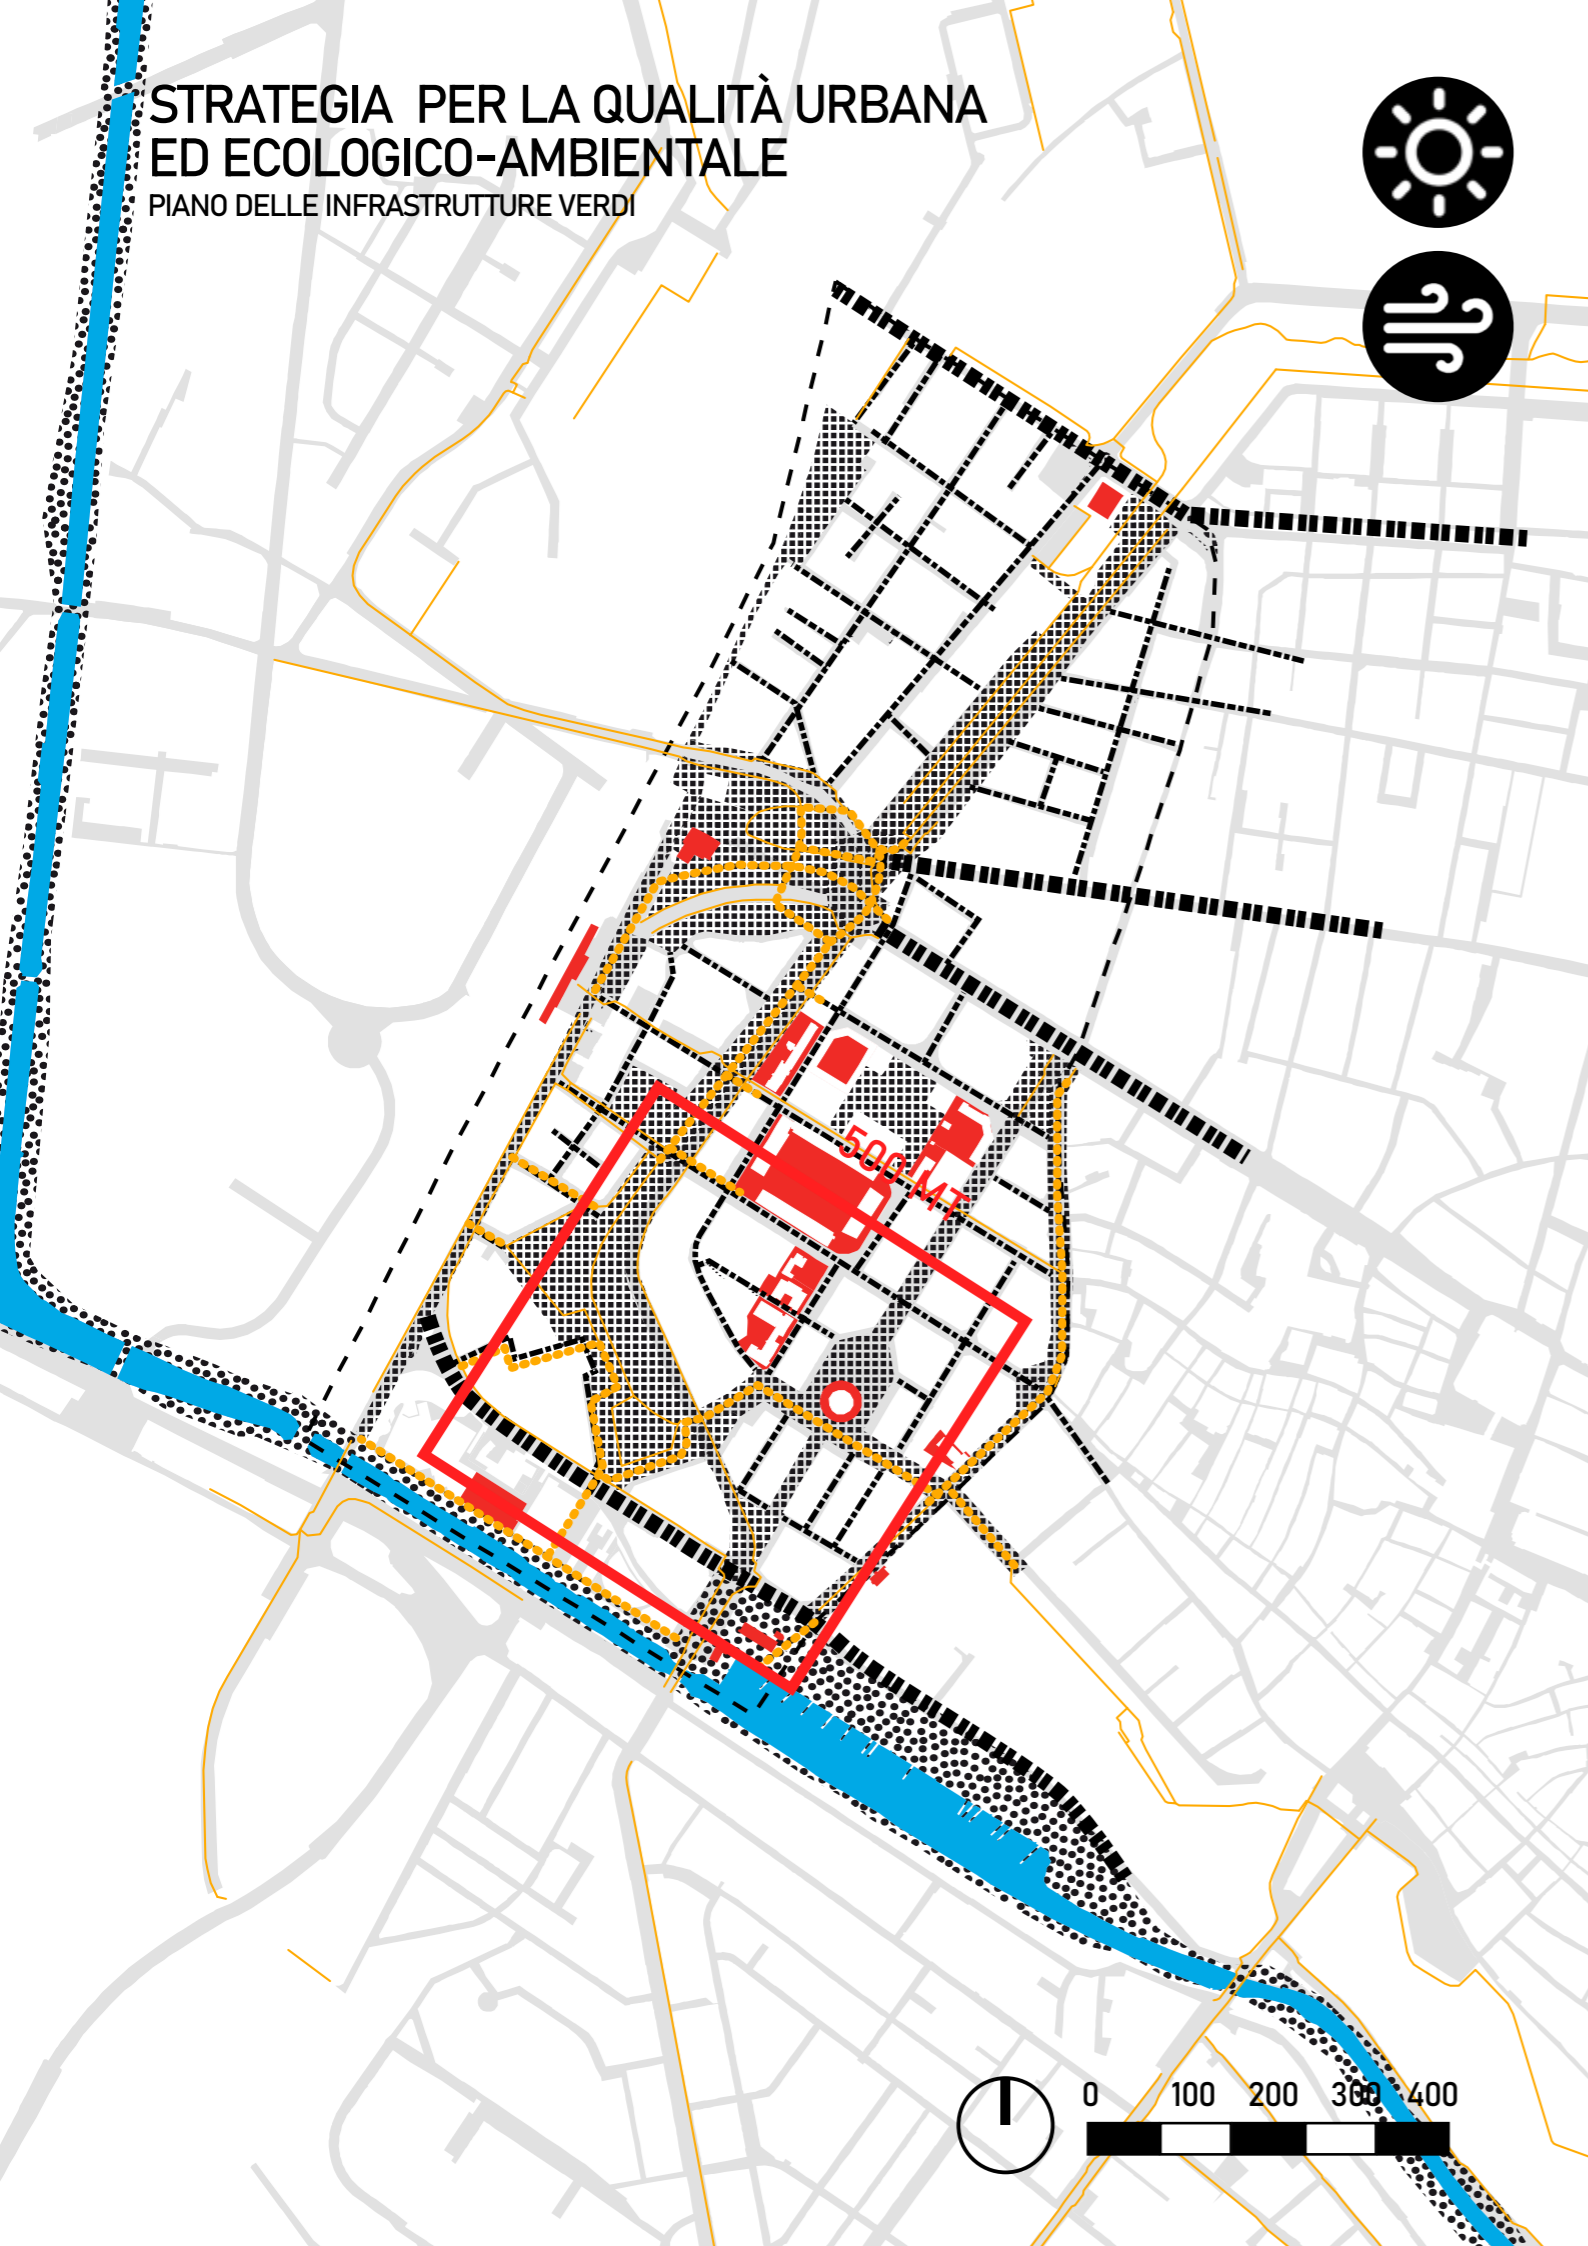 STRATEGIA PER LA QUALITÀ URBANA
ED ECOLOGICO-AMBIENTALE
PIANO DELLE INFRASTRUTTURE VERDI
500 MT
0 100 200 300 400